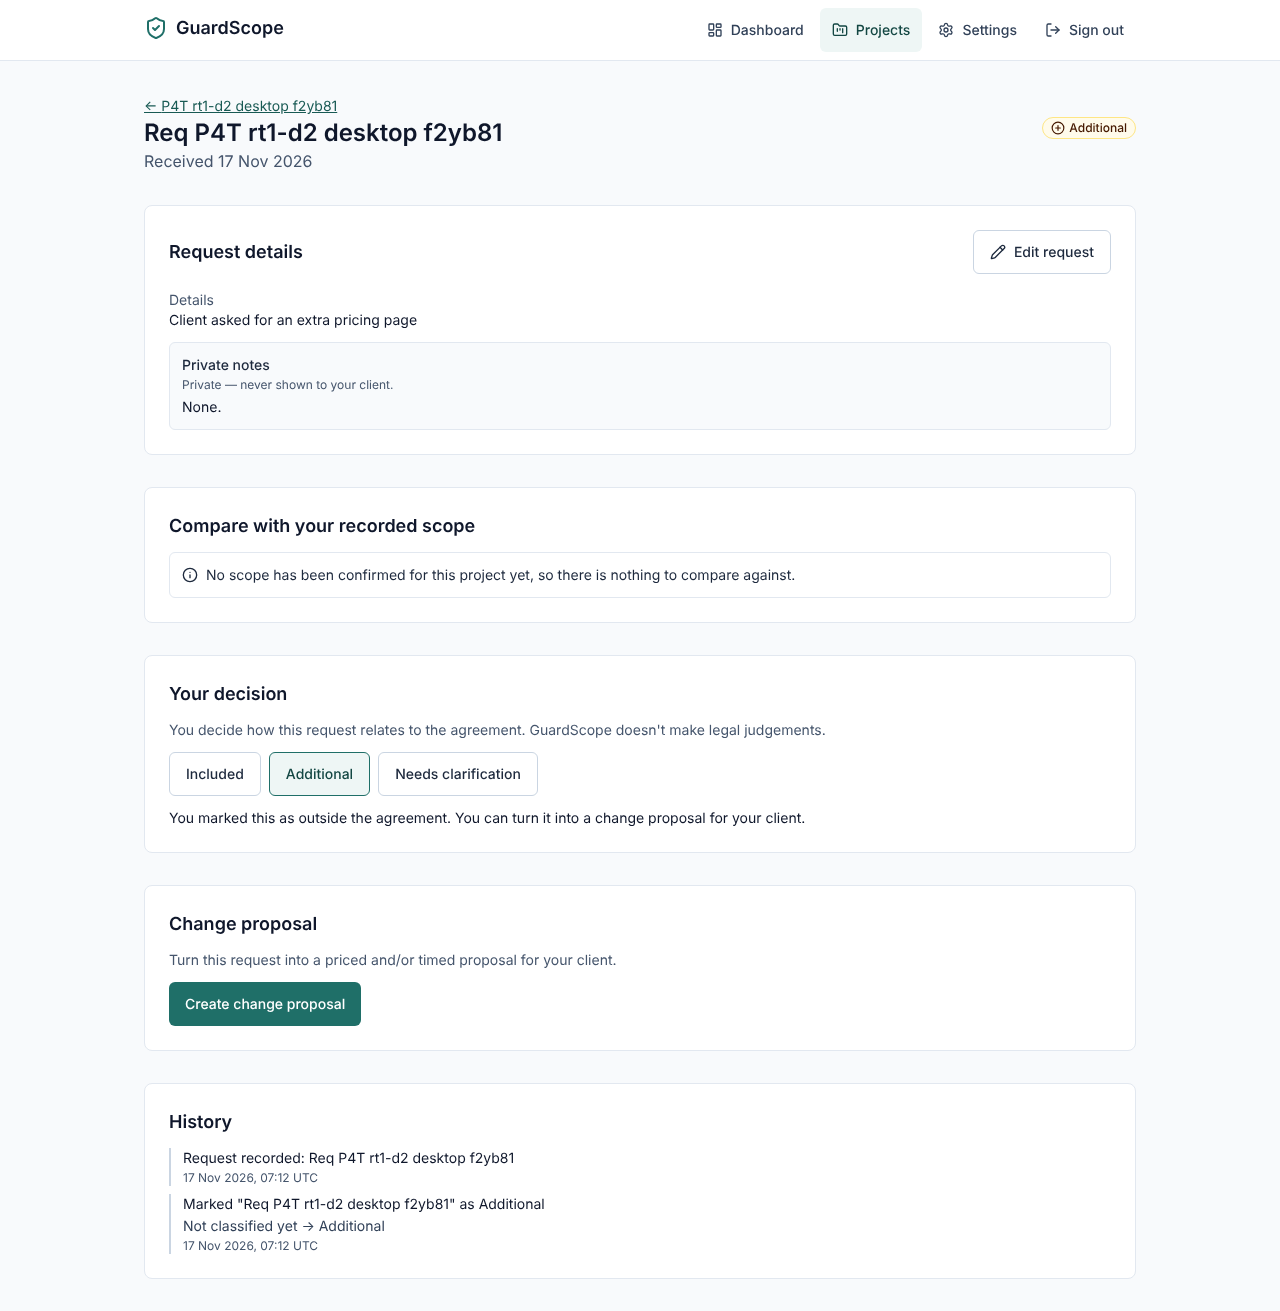 GuardScope
Dashboard
Projects
Settings
Sign out
← P4T rt1-d2 desktop f2yb81
Req P4T rt1-d2 desktop f2yb81
Additional
Received 17 Nov 2026
Request details
Edit request
Details
Client asked for an extra pricing page
Private notes
Private — never shown to your client.
None.
Compare with your recorded scope
No scope has been confirmed for this project yet, so there is nothing to compare against.
Your decision
You decide how this request relates to the agreement. GuardScope doesn't make legal judgements.
Included
Additional
Needs clarification
You marked this as outside the agreement. You can turn it into a change proposal for your client.
Change proposal
Turn this request into a priced and/or timed proposal for your client.
Create change proposal
History
Request recorded: Req P4T rt1-d2 desktop f2yb81
17 Nov 2026, 07:12 UTC
Marked "Req P4T rt1-d2 desktop f2yb81" as Additional
Not classified yet → Additional
17 Nov 2026, 07:12 UTC